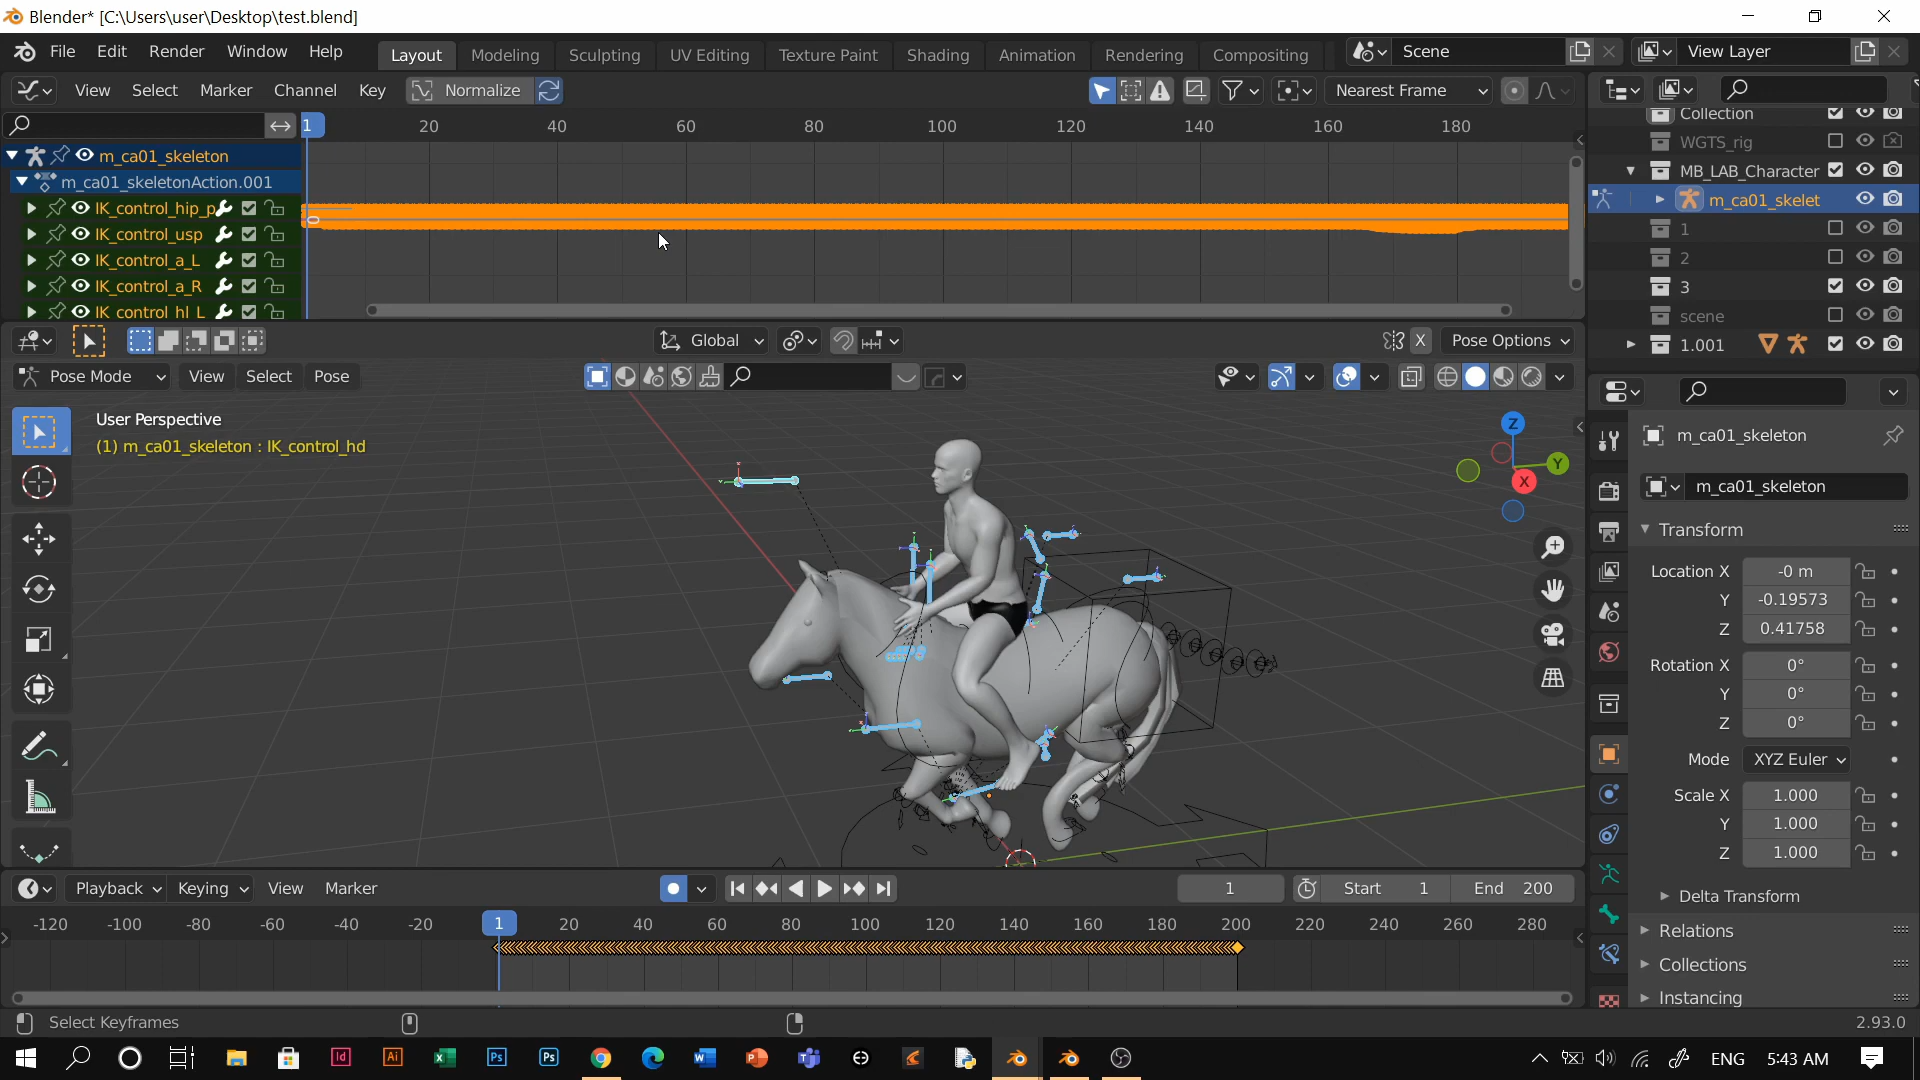 Blender* [C:\Users\user\Desktop\test.blend]
File Edit Render Window Help Layout Modeling Sculpting UV Editing Texture Paint Shading Animation Rendering Compositing Scene View Layer
View Select Marker Channel Key Normalize Nearest Frame
1 20 40 60 80 100 120 140 160 180
Collection
WGTS_rig
m_ca01_skeleton
MB_LAB_Character
m_ca01_skeletonAction.001
m_ca01_skelet
IK_control_hip_p
1
IK_control_usp
2
IK_control_a_L
3
IK_control_a_R
scene
IK_control_hl_L
1.001
Global X Pose Options
Pose Mode View Select Pose
User Perspective
(1) m_ca01_skeleton : IK_control_hd
Z
Y
X
m_ca01_skeleton
m_ca01_skeleton
Transform
Location X -0 m
Y -0.19573
Z 0.41758
Rotation X 0°
Y 0°
Z 0°
Mode XYZ Euler
Scale X 1.000
Y 1.000
Z 1.000
Delta Transform
Relations
Collections
Instancing
Playback Keying View Marker 1 Start 1 End 200
-120 -100 -80 -60 -40 -20 1 20 40 60 80 100 120 140 160 180 200 220 240 260 280
Select Keyframes
2.93.0
Id Ai Ps Ps ENG 5:43 AM